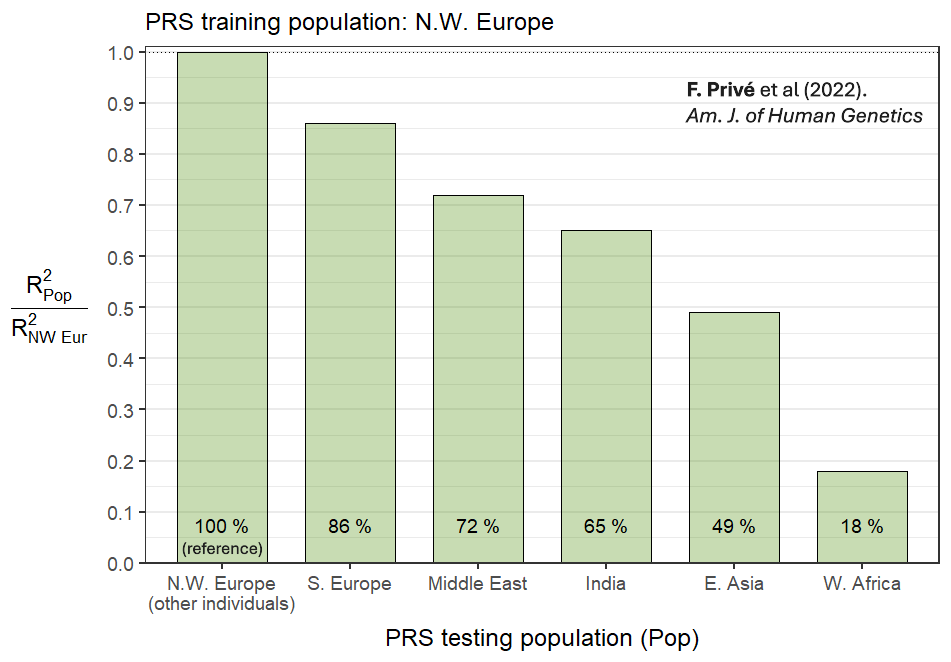 PRS training population: N.W. Europe
F. Privé et al (2022).
Am. J. of Human Genetics
R²Pop
R²NW Eur
1.0
0.9
0.8
0.7
0.6
0.5
0.4
0.3
0.2
0.1
0.0
100 %
(reference)
86 %
72 %
65 %
49 %
18 %
N.W. Europe
(other individuals)
S. Europe
Middle East
India
E. Asia
W. Africa
PRS testing population (Pop)